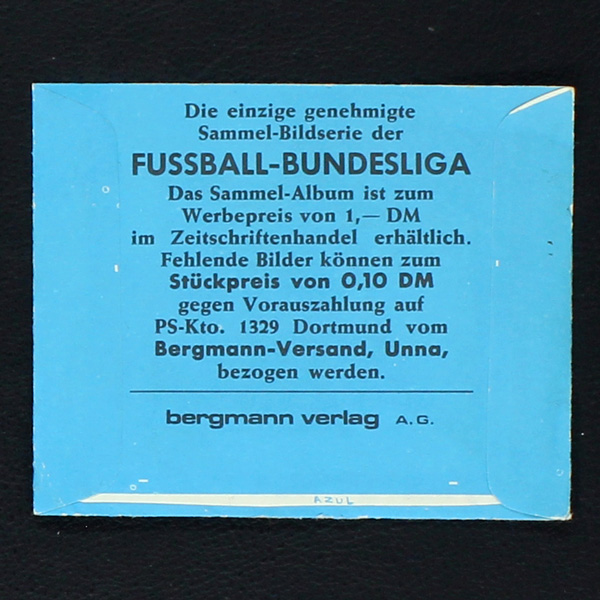 Die einzige genehmigte
Sammel-Bildserie der
FUSSBALL-BUNDESLIGA
Das Sammel-Album ist zum
Werbepreis von 1,— DM
im Zeitschriftenhandel erhältlich.
Fehlende Bilder können zum
Stückpreis von 0,10 DM
gegen Vorauszahlung auf
PS-Kto. 1329 Dortmund vom
Bergmann-Versand, Unna,
bezogen werden.
bergmann verlag A.G.
AZUL